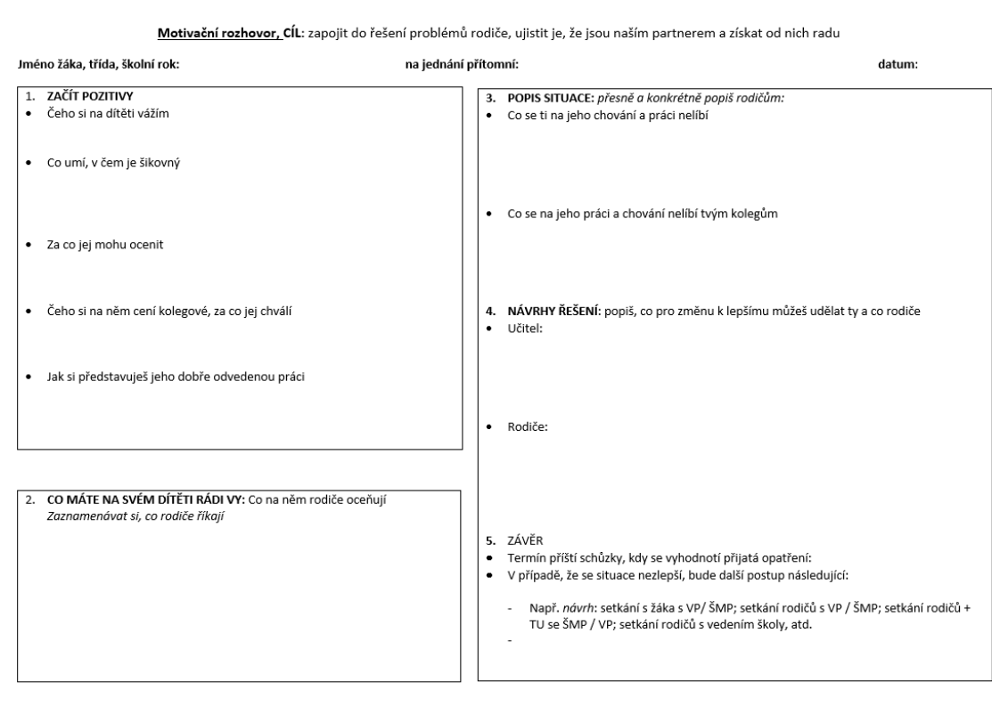 Motivační rozhovor, CÍL: zapojit do řešení problémů rodiče, ujistit je, že jsou naším partnerem a získat od nich radu
Jméno žáka, třída, školní rok: na jednání přítomní: datum:
1. ZAČÍT POZITIVY
• Čeho si na dítěti vážím
• Co umí, v čem je šikovný
• Za co jej mohu ocenit
• Čeho si na něm cení kolegové, za co jej chválí
• Jak si představuješ jeho dobře odvedenou práci
2. CO MÁTE NA SVÉM DÍTĚTI RÁDI VY: Co na něm rodiče oceňují
Zaznamenávat si, co rodiče říkají
3. POPIS SITUACE: přesně a konkrétně popiš rodičům:
• Co se ti na jeho chování a práci nelíbí
• Co se na jeho práci a chování nelíbí tvým kolegům
4. NÁVRHY ŘEŠENÍ: popiš, co pro změnu k lepšímu můžeš udělat ty a co rodiče
• Učitel:
• Rodiče:
5. ZÁVĚR
• Termín příští schůzky, kdy se vyhodnotí přijatá opatření:
• V případě, že se situace nezlepší, bude další postup následující:
- Např. návrh: setkání s žáka s VP/ ŠMP; setkání rodičů s VP / ŠMP; setkání rodičů +
TU se ŠMP / VP; setkání rodičů s vedením školy, atd.
-